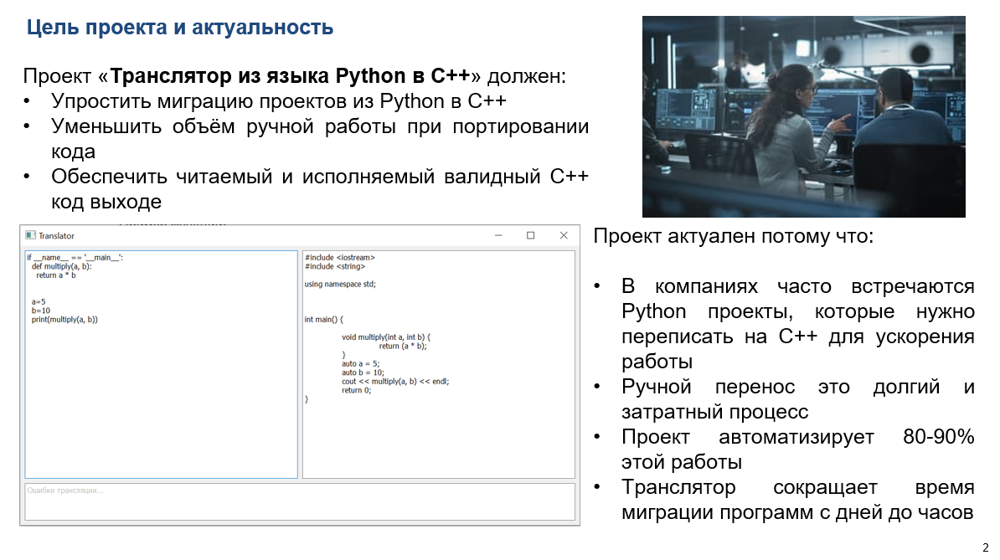 Цель проекта и актуальность
Проект «Транслятор из языка Python в C++» должен:
• Упростить миграцию проектов из Python в C++
• Уменьшить объём ручной работы при портировании
кода
• Обеспечить читаемый и исполняемый валидный C++
код выходе
Translator
if __name__ == '__main__':
def multiply(a, b):
return a * b
a=5
b=10
print(multiply(a, b))
#include <iostream>
#include <string>
using namespace std;
int main() {
void multiply(int a, int b) {
return (a * b);
}
auto a = 5;
auto b = 10;
cout << multiply(a, b) << endl;
return 0;
}
Ошибки трансляции...
Проект актуален потому что:
• В компаниях часто встречаются
Python проекты, которые нужно
переписать на C++ для ускорения
работы
• Ручной перенос это долгий и
затратный процесс
• Проект автоматизирует 80-90%
этой работы
• Транслятор сокращает время
миграции программ с дней до часов
2